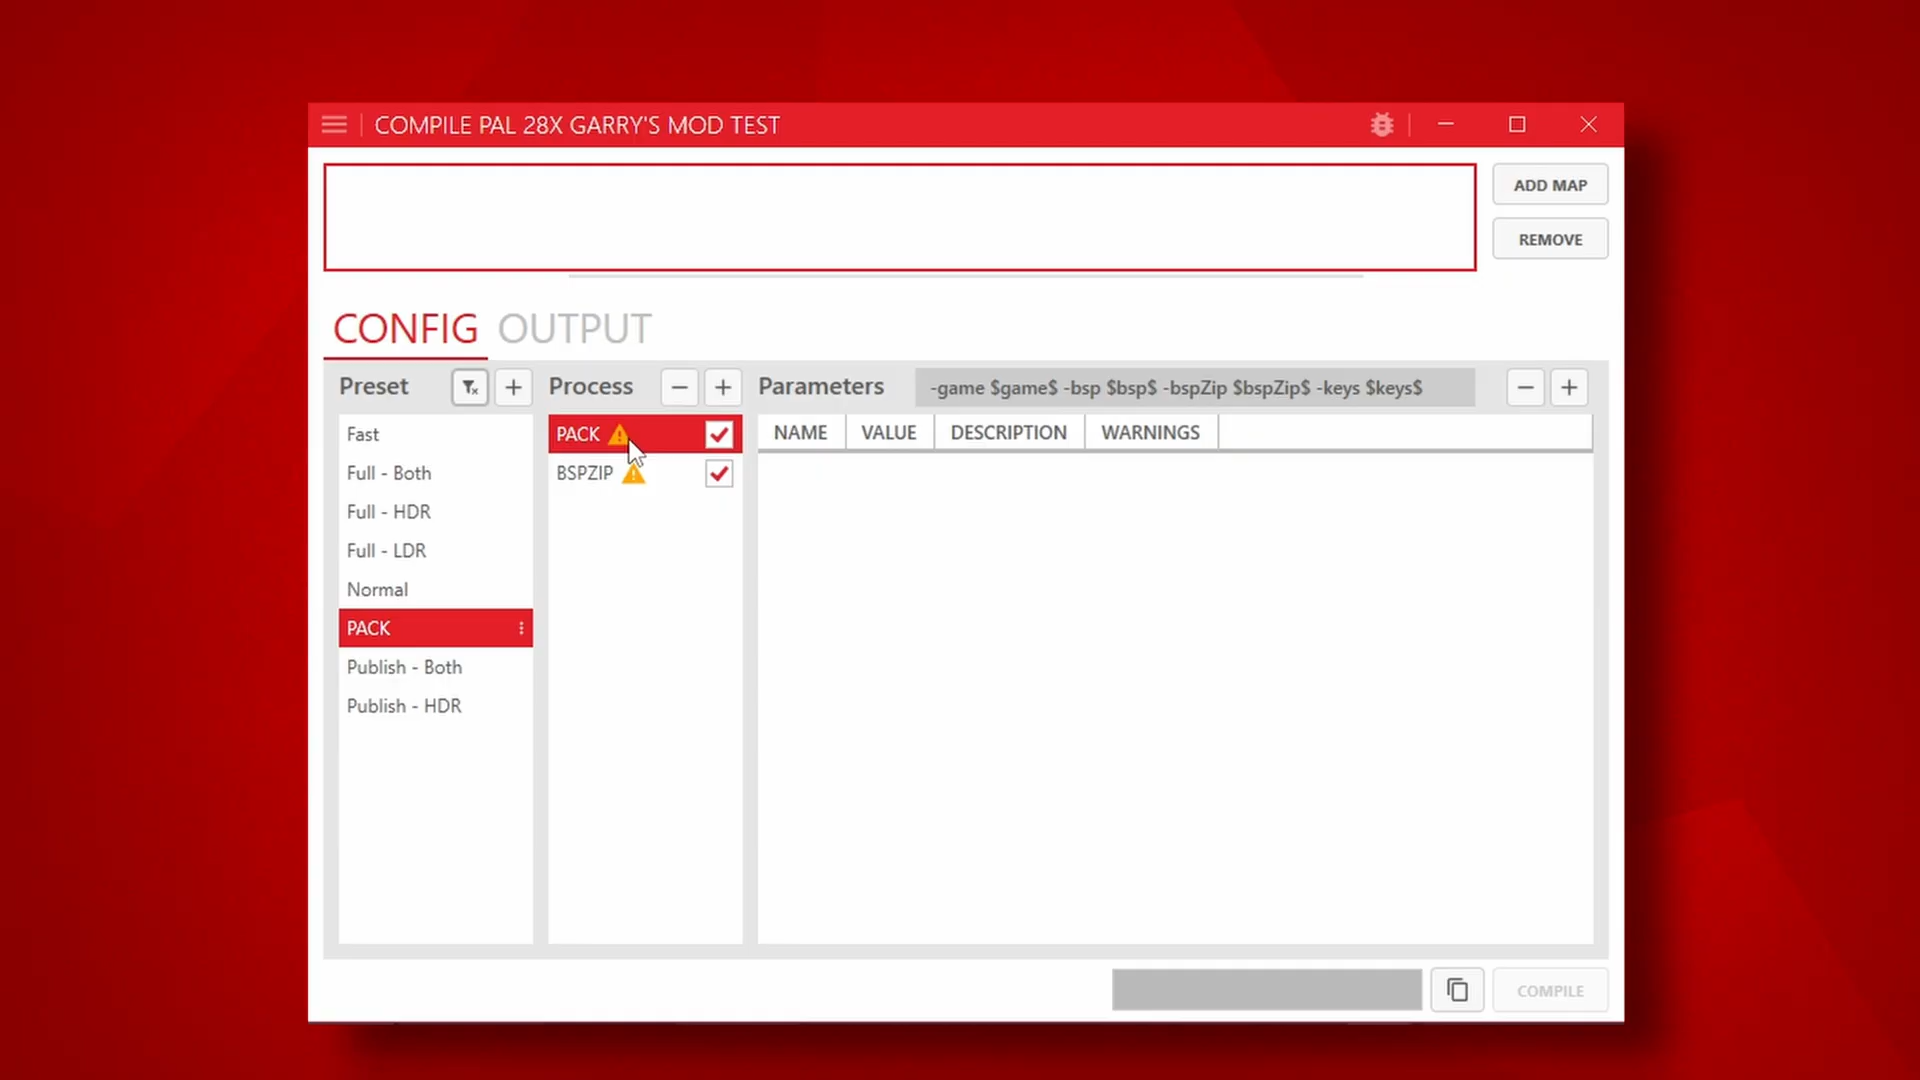 COMPILE PAL 28X GARRY'S MOD TEST
ADD MAP
REMOVE
CONFIG OUTPUT
Preset
Process
Parameters
-game $game$ -bsp $bsp$ -bspZip $bspZip$ -keys $keys$
Fast
Full - Both
Full - HDR
Full - LDR
Normal
PACK
Publish - Both
Publish - HDR
PACK
BSPZIP
NAME VALUE DESCRIPTION WARNINGS
COMPILE